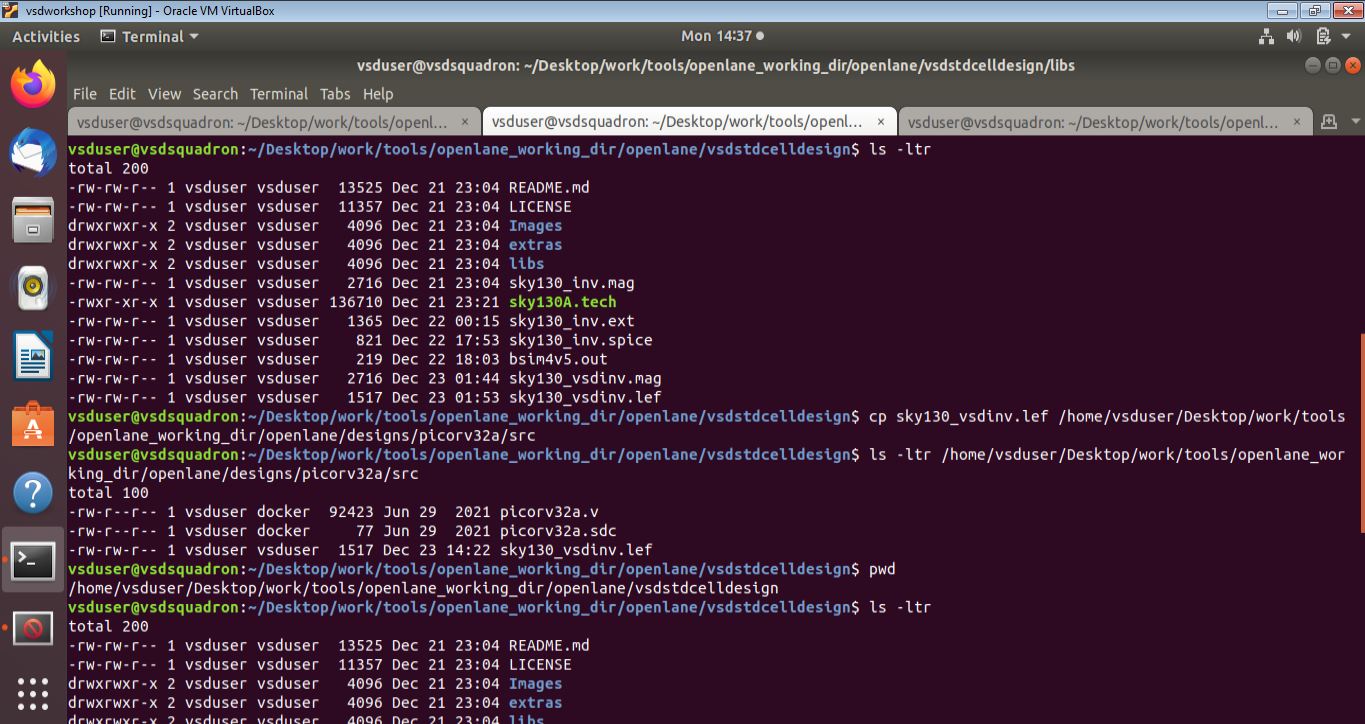 vsdworkshop [Running] - Oracle VM VirtualBox
Activities Terminal Mon 14:37
vsduser@vsdsquadron: ~/Desktop/work/tools/openlane_working_dir/openlane/vsdstdcelldesign/libs
File Edit View Search Terminal Tabs Help
vsduser@vsdsquadron: ~/Desktop/work/tools/openl... × vsduser@vsdsquadron: ~/Desktop/work/tools/openl... × vsduser@vsdsquadron: ~/Desktop/work/tools/openl... ×
vsduser@vsdsquadron:~/Desktop/work/tools/openlane_working_dir/openlane/vsdstdcelldesign$ ls -ltr
total 200
-rw-rw-r-- 1 vsduser vsduser  13525 Dec 21 23:04 README.md
-rw-rw-r-- 1 vsduser vsduser  11357 Dec 21 23:04 LICENSE
drwxrwxr-x 2 vsduser vsduser   4096 Dec 21 23:04 Images
drwxrwxr-x 2 vsduser vsduser   4096 Dec 21 23:04 extras
drwxrwxr-x 2 vsduser vsduser   4096 Dec 21 23:04 libs
-rw-rw-r-- 1 vsduser vsduser   2716 Dec 21 23:04 sky130_inv.mag
-rwxr-xr-x 1 vsduser vsduser 136710 Dec 21 23:21 sky130A.tech
-rw-rw-r-- 1 vsduser vsduser   1365 Dec 22 00:15 sky130_inv.ext
-rw-rw-r-- 1 vsduser vsduser    821 Dec 22 17:53 sky130_inv.spice
-rw-rw-r-- 1 vsduser vsduser    219 Dec 22 18:03 bsim4v5.out
-rw-rw-r-- 1 vsduser vsduser   2716 Dec 23 01:44 sky130_vsdinv.mag
-rw-rw-r-- 1 vsduser vsduser   1517 Dec 23 01:53 sky130_vsdinv.lef
vsduser@vsdsquadron:~/Desktop/work/tools/openlane_working_dir/openlane/vsdstdcelldesign$ cp sky130_vsdinv.lef /home/vsduser/Desktop/work/tools
/openlane_working_dir/openlane/designs/picorv32a/src
vsduser@vsdsquadron:~/Desktop/work/tools/openlane_working_dir/openlane/vsdstdcelldesign$ ls -ltr /home/vsduser/Desktop/work/tools/openlane_wor
king_dir/openlane/designs/picorv32a/src
total 100
-rw-r--r-- 1 vsduser docker  92423 Jun 29  2021 picorv32a.v
-rw-r--r-- 1 vsduser docker     77 Jun 29  2021 picorv32a.sdc
-rw-rw-r-- 1 vsduser vsduser  1517 Dec 23 14:22 sky130_vsdinv.lef
vsduser@vsdsquadron:~/Desktop/work/tools/openlane_working_dir/openlane/vsdstdcelldesign$ pwd
/home/vsduser/Desktop/work/tools/openlane_working_dir/openlane/vsdstdcelldesign
vsduser@vsdsquadron:~/Desktop/work/tools/openlane_working_dir/openlane/vsdstdcelldesign$ ls -ltr
total 200
-rw-rw-r-- 1 vsduser vsduser  13525 Dec 21 23:04 README.md
-rw-rw-r-- 1 vsduser vsduser  11357 Dec 21 23:04 LICENSE
drwxrwxr-x 2 vsduser vsduser   4096 Dec 21 23:04 Images
drwxrwxr-x 2 vsduser vsduser   4096 Dec 21 23:04 extras
drwxrwxr-x 2 vsduser vsduser   4096 Dec 21 23:04 libs